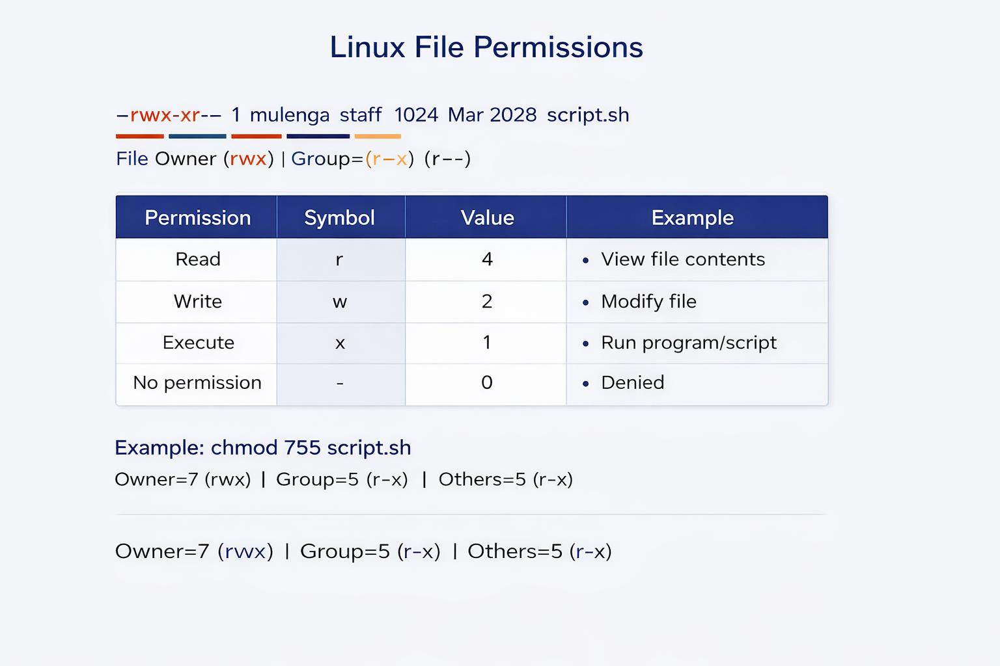 Linux File Permissions
–rwx-xr-– 1 mulenga staff 1024 Mar 2028 script.sh
File Owner (rwx) | Group=(r–x) (r--)
Permission Symbol Value Example
Read r 4 • View file contents
Write w 2 • Modify file
Execute x 1 • Run program/script
No permission - 0 • Denied
Example: chmod 755 script.sh
Owner=7 (rwx) | Group=5 (r-x) | Others=5 (r-x)
Owner=7 (rwx) | Group=5 (r-x) | Others=5 (r-x)